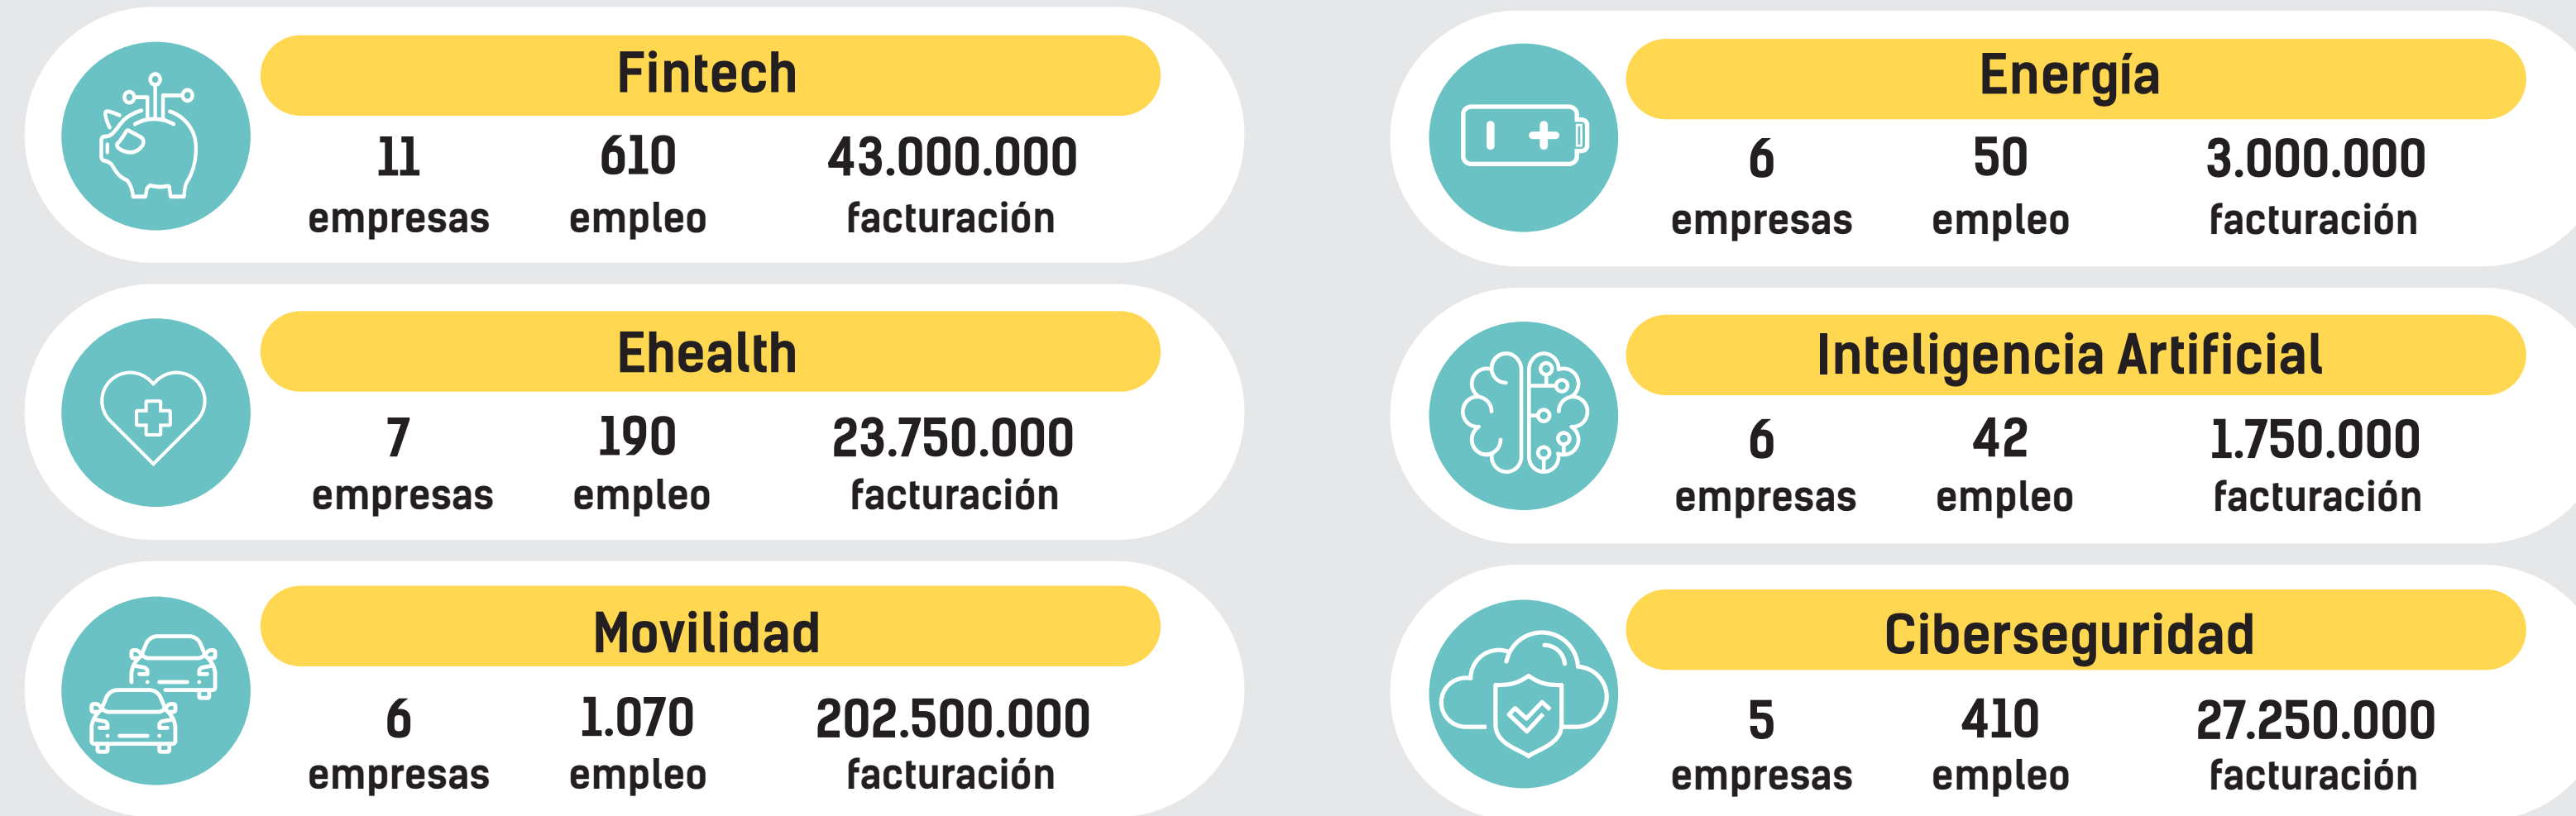 Fintech
11 610 43.000.000
empresas empleo facturación
Ehealth
7 190 23.750.000
empresas empleo facturación
Movilidad
6 1.070 202.500.000
empresas empleo facturación
Energía
6 50 3.000.000
empresas empleo facturación
Inteligencia Artificial
6 42 1.750.000
empresas empleo facturación
Ciberseguridad
5 410 27.250.000
empresas empleo facturación